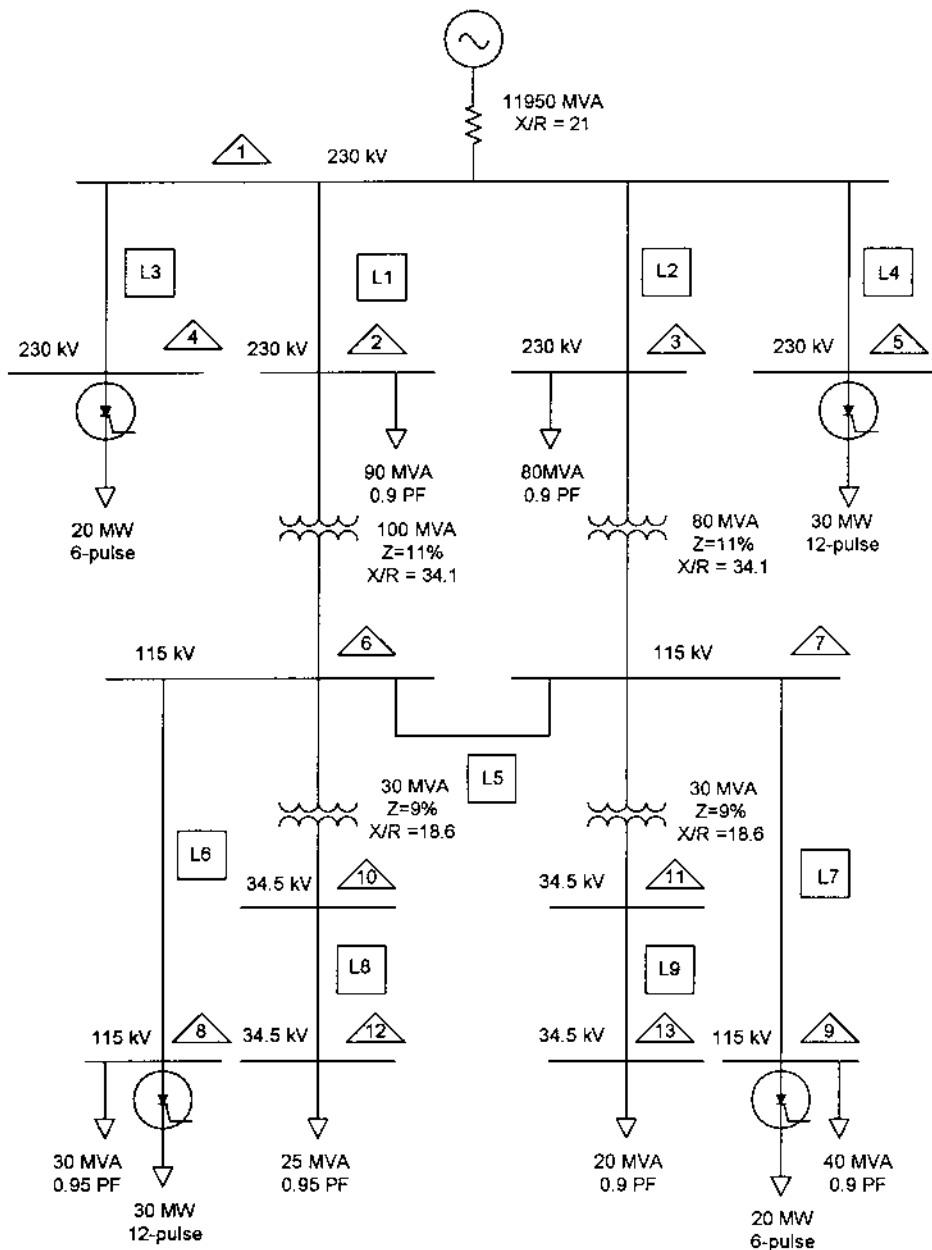 11950 MVA
X/R = 21
1
230 kV
L3
L1
L2
L4
230 kV
4
230 kV
2
230 kV
3
230 kV
5
20 MW
6-pulse
90 MVA
0.9 PF
80MVA
0.9 PF
30 MW
12-pulse
100 MVA
Z=11%
X/R = 34.1
80 MVA
Z=11%
X/R = 34.1
115 kV
6
115 kV
7
L5
30 MVA
Z=9%
X/R =18.6
30 MVA
Z=9%
X/R =18.6
L6
34.5 kV
10
34.5 kV
11
L7
L8
L9
115 kV
8
34.5 kV
12
34.5 kV
13
115 kV
9
30 MVA
0.95 PF
30 MW
12-pulse
25 MVA
0.95 PF
20 MVA
0.9 PF
40 MVA
0.9 PF
20 MW
6-pulse